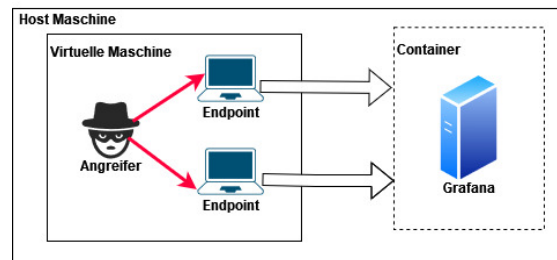 Host Maschine
Virtuelle Maschine
Container
Endpoint
Angreifer
Grafana
Endpoint